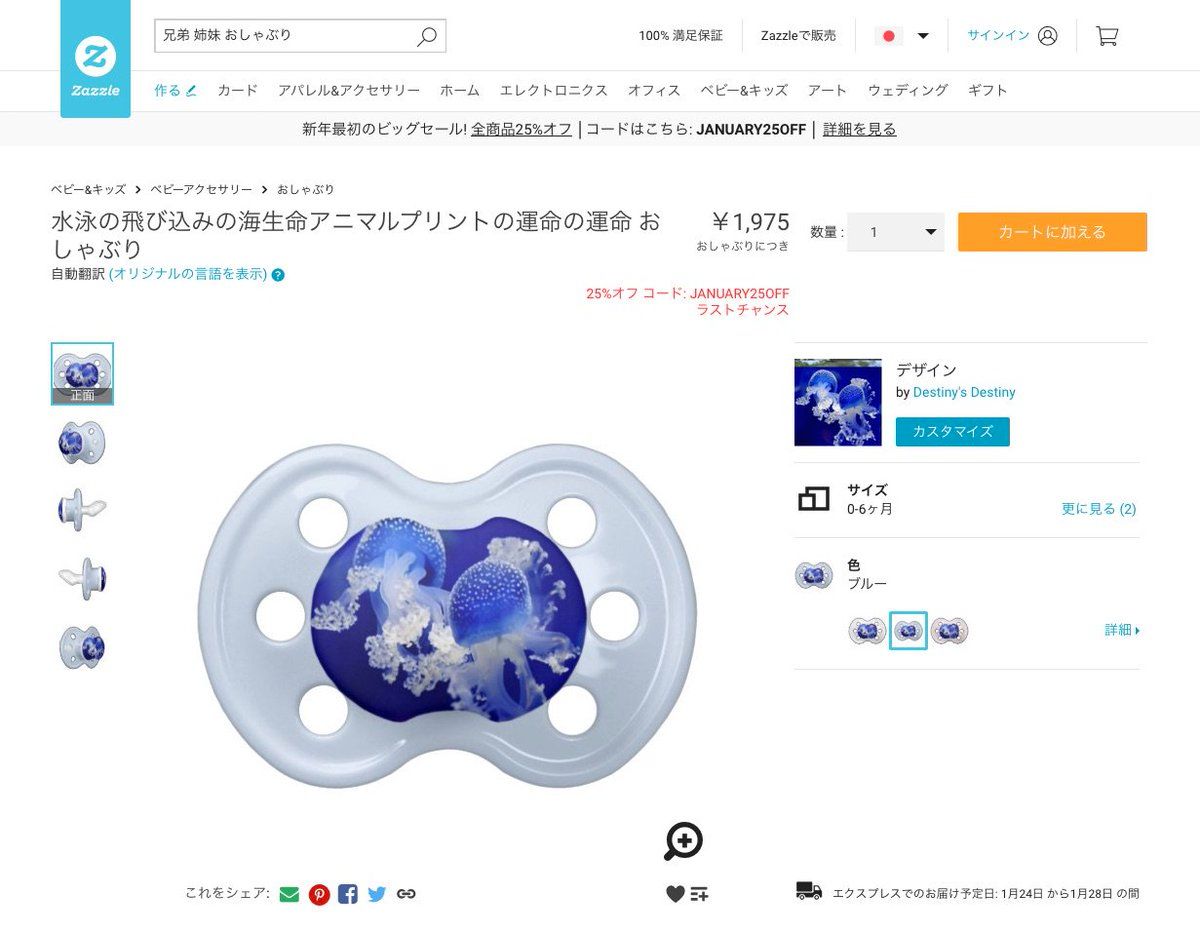 兄弟 姉妹 おしゃぶり
100% 満足保証
Zazzleで販売
サインイン
Zazzle
作る
カード
アパレル&アクセサリー
ホーム
エレクトロニクス
オフィス
ベビー&キッズ
アート
ウェディング
ギフト
新年最初のビッグセール! 全商品25%オフ | コードはこちら: JANUARY25OFF | 詳細を見る
ベビー&キッズ > ベビーアクセサリー > おしゃぶり
水泳の飛び込みの海生命アニマルプリントの運命の運命 お
しゃぶり
自動翻訳 (オリジナルの言語を表示) ?
￥1,975
おしゃぶりにつき
数量 :
1
カートに加える
25%オフ コード: JANUARY25OFF
ラストチャンス
正面
デザイン
by Destiny's Destiny
カスタマイズ
サイズ
0-6ヶ月
更に見る (2)
色
ブルー
詳細
これをシェア:
エクスプレスでのお届け予定日: 1月24日 から1月28日 の間